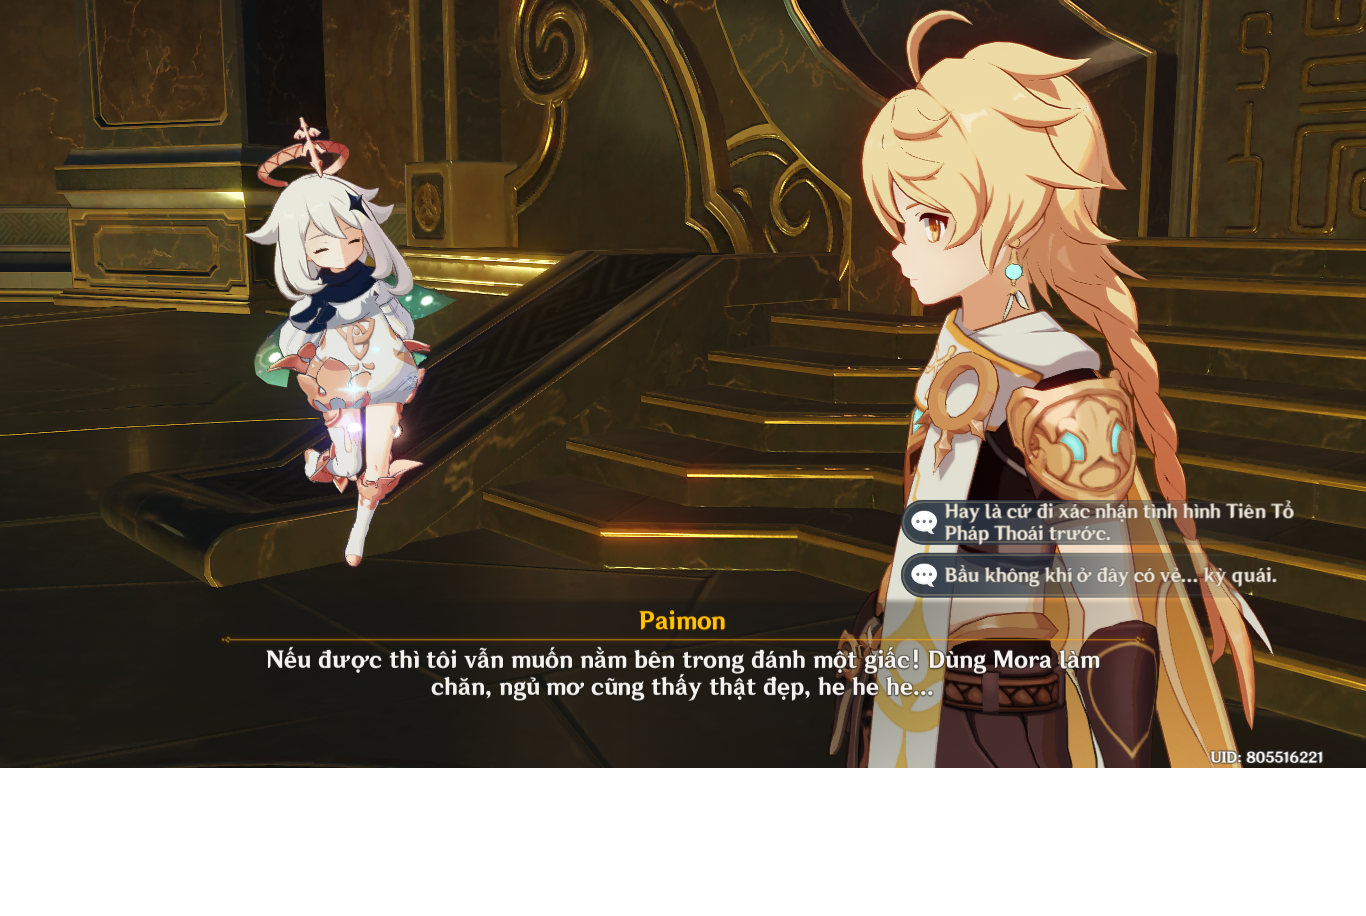 Hay là cứ đi xác nhận tình hình Tiên Tổ
Pháp Thoái trước.
Bầu không khí ở đây có vẻ... kỳ quái.
Paimon
Nếu được thì tôi vẫn muốn nằm bên trong đánh một giấc! Dùng Mora làm
chăn, ngủ mơ cũng thấy thật đẹp, he he he...
UID: 805516221